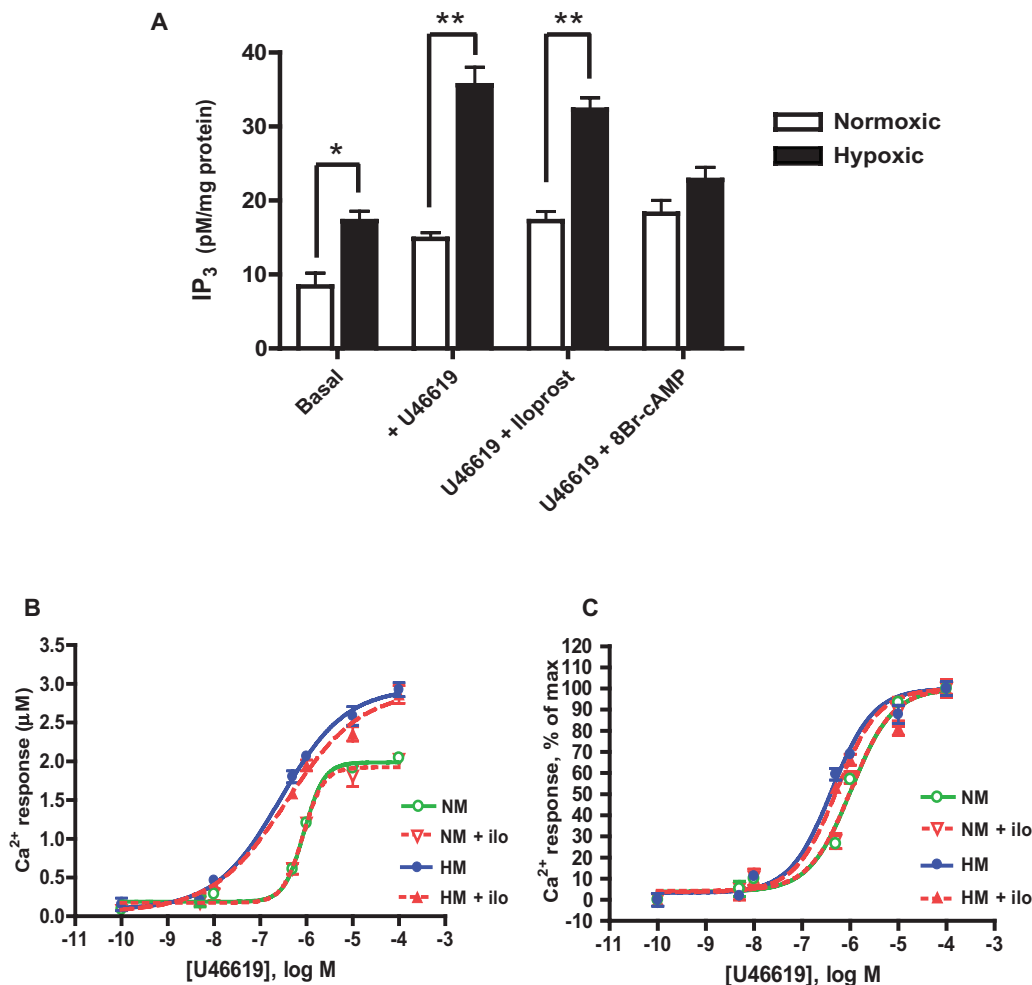 A
**
**
*
40
30
20
10
0
IP3 (pM/mg protein)
Normoxic
Hypoxic
Basal
+ U46619
U46619 + Iloprost
U46619 + 8Br-cAMP
B
3.5
3.0
2.5
2.0
1.5
1.0
0.5
0.0
Ca2+ response (µM)
-11 -10 -9 -8 -7 -6 -5 -4 -3
[U46619], log M
NM
NM + ilo
HM
HM + ilo
C
120
110
100
90
80
70
60
50
40
30
20
10
0
-10
Ca2+ response, % of max
-11 -10 -9 -8 -7 -6 -5 -4 -3
[U46619], log M
NM
NM + ilo
HM
HM + ilo